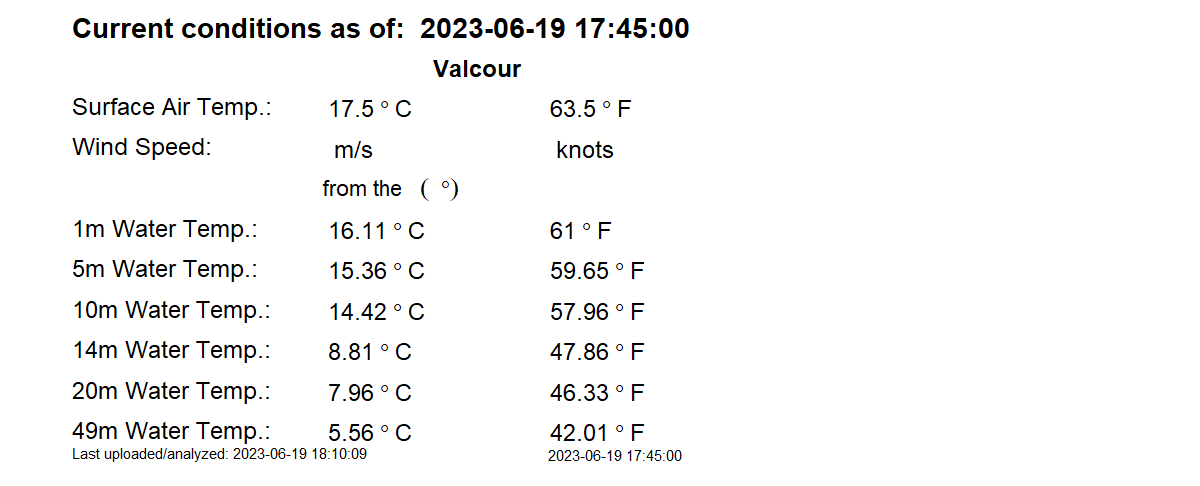 Current conditions as of:  2023-06-19 17:45:00
Valcour
Surface Air Temp.: 17.5 ° C 63.5 ° F
Wind Speed: m/s knots
from the ( °)
1m Water Temp.: 16.11 ° C 61 ° F
5m Water Temp.: 15.36 ° C 59.65 ° F
10m Water Temp.: 14.42 ° C 57.96 ° F
14m Water Temp.: 8.81 ° C 47.86 ° F
20m Water Temp.: 7.96 ° C 46.33 ° F
49m Water Temp.: 5.56 ° C 42.01 ° F
Last uploaded/analyzed: 2023-06-19 18:10:09 2023-06-19 17:45:00